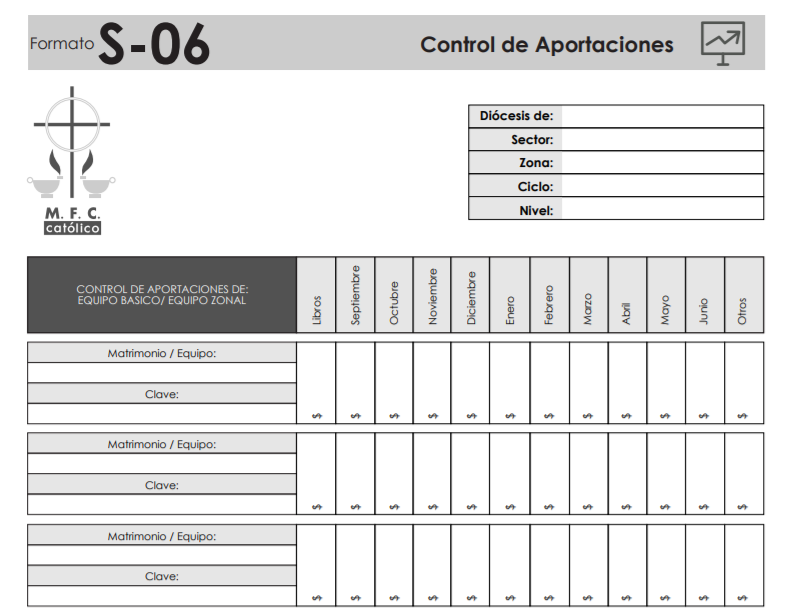 Formato S-06
Control de Aportaciones
M. F. C.
católico
Diócesis de:
Sector:
Zona:
Ciclo:
Nivel:
CONTROL DE APORTACIONES DE:
EQUIPO BASICO/ EQUIPO ZONAL
Libros
Septiembre
Octubre
Noviembre
Diciembre
Enero
Febrero
Marzo
Abril
Mayo
Junio
Otros
Matrimonio / Equipo:
Clave:
$ $ $ $ $ $ $ $ $ $ $ $
Matrimonio / Equipo:
Clave:
$ $ $ $ $ $ $ $ $ $ $ $
Matrimonio / Equipo:
Clave:
$ $ $ $ $ $ $ $ $ $ $ $